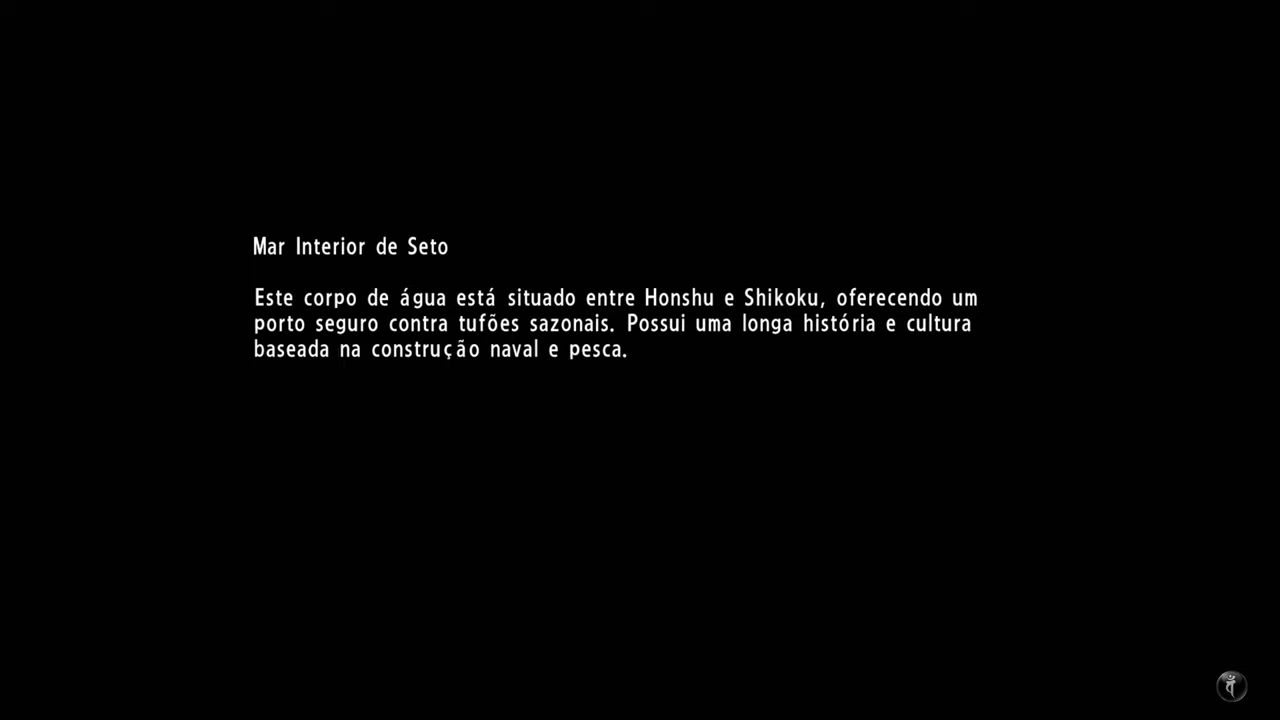 Mar Interior de Seto
Este corpo de água está situado entre Honshu e Shikoku, oferecendo um
porto seguro contra tufões sazonais. Possui uma longa história e cultura
baseada na construção naval e pesca.